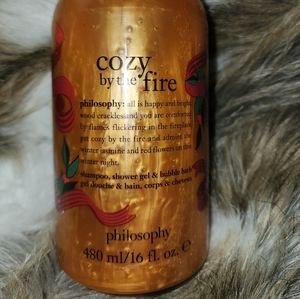 cozy
by the fire
philosophy: all is happy and bright
wood crackles and you are comforted
by flames flickering in the fireplace.
get cozy by the fire and admire the
winter jasmine and red flowers on this
winter night.
shampoo, shower gel & bubble bath
gel douche & bain, corps & cheveux
philosophy
480 ml/16 fl. oz. e